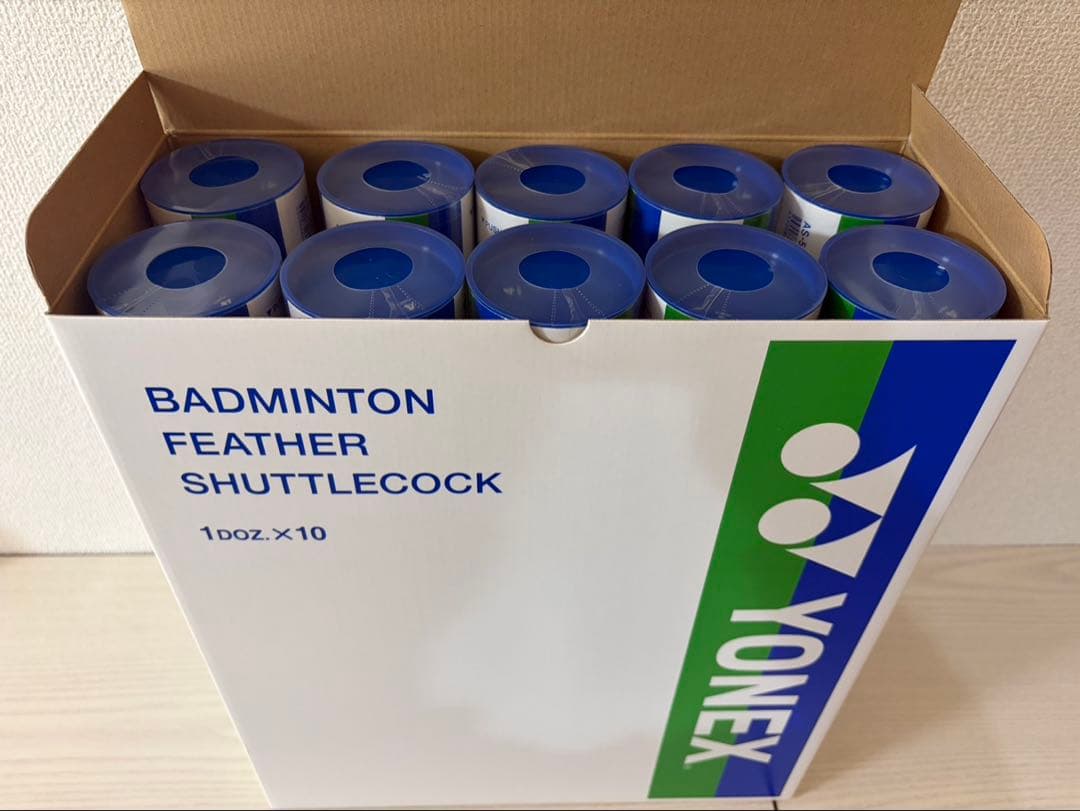 BADMINTON
FEATHER
SHUTTLECOCK
1DOZ.×10
YONEX